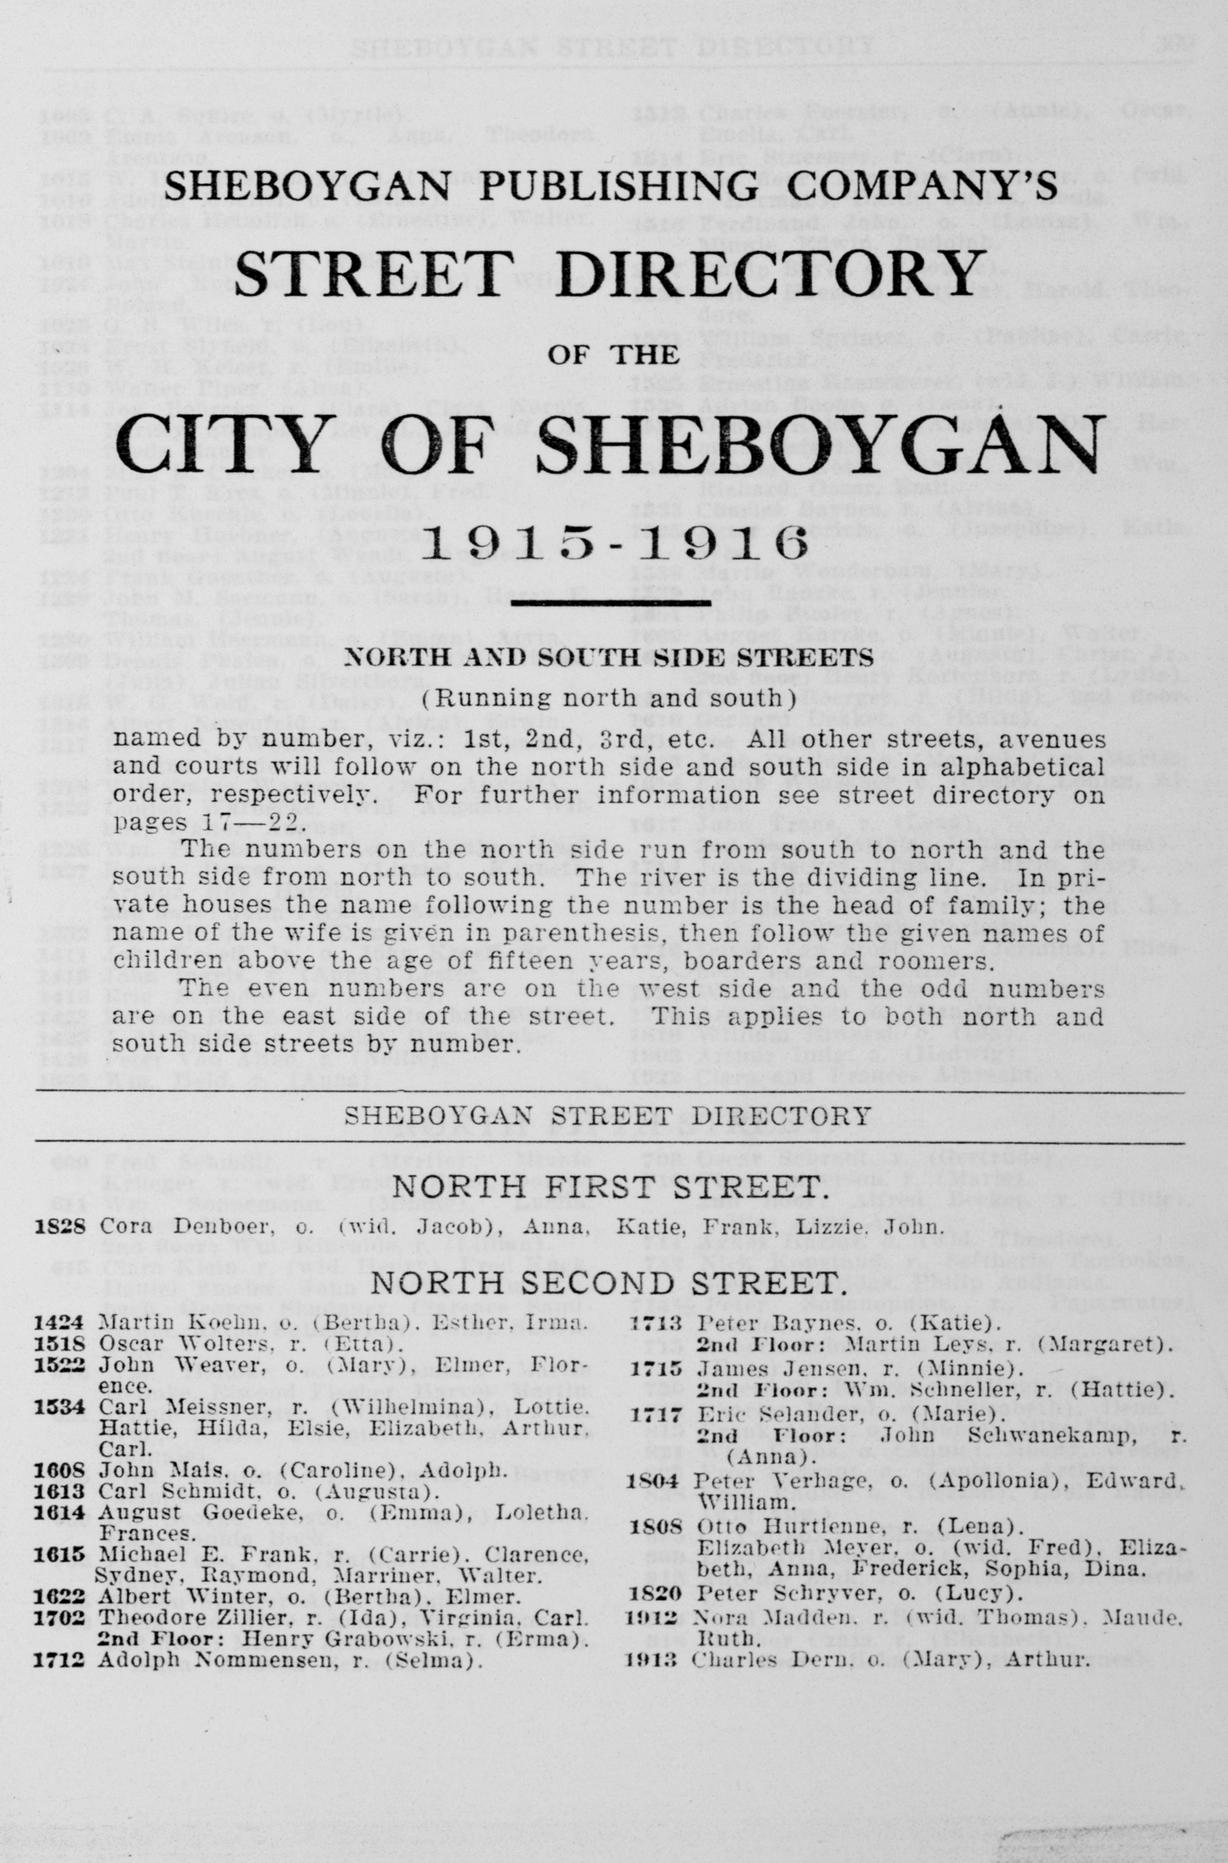 SHEBOYGAN PUBLISHING COMPANY'S
STREET DIRECTORY
OF THE
CITY OF SHEBOYGAN
1915-1916
NORTH AND SOUTH SIDE STREETS
(Running north and south)
named by number, viz.: 1st, 2nd, 3rd, etc. All other streets, avenues
and courts will follow on the north side and south side in alphabetical
order, respectively. For further information see street directory on
pages 17—22.
The numbers on the north side run from south to north and the
south side from north to south. The river is the dividing line. In pri-
vate houses the name following the number is the head of family; the
name of the wife is given in parenthesis, then follow the given names of
children above the age of fifteen years, boarders and roomers.
The even numbers are on the west side and the odd numbers
are on the east side of the street. This applies to both north and
south side streets by number.
SHEBOYGAN STREET DIRECTORY
NORTH FIRST STREET.
1828 Cora Denboer, o. (wid. Jacob), Anna, Katie, Frank, Lizzie, John.
NORTH SECOND STREET.
1424 Martin Koehn, o. (Bertha), Esther, Irma.
1518 Oscar Wolters, r. (Etta).
1522 John Weaver, o. (Mary), Elmer, Flor-
ence.
1534 Carl Meissner, r. (Wilhelmina), Lottie,
Hattie, Hilda, Elsie, Elizabeth, Arthur,
Carl.
1608 John Mais, o. (Caroline), Adolph.
1613 Carl Schmidt, o. (Augusta).
1614 August Goedeke, o. (Emma), Loletha,
Frances.
1615 Michael E. Frank, r. (Carrie), Clarence,
Sydney, Raymond, Marriner, Walter.
1622 Albert Winter, o. (Bertha), Elmer.
1702 Theodore Zillier, r. (Ida), Virginia, Carl.
2nd Floor: Henry Grabowski, r. (Erma).
1712 Adolph Nommensen, r. (Selma).
1713 Peter Baynes, o. (Katie).
2nd Floor: Martin Leys, r. (Margaret).
1715 James Jensen, r. (Minnie).
2nd Floor: Wm. Schneller, r. (Hattie).
1717 Eric Selander, o. (Marie).
2nd Floor: John Schwanekamp, r.
(Anna).
1804 Peter Verhage, o. (Apollonia), Edward,
William.
1808 Otto Hurtienne, r. (Lena).
Elizabeth Meyer, o. (wid. Fred), Eliza-
beth, Anna, Frederick, Sophia, Dina.
1820 Peter Schryver, o. (Lucy).
1912 Nora Madden, r. (wid. Thomas), Maude,
Ruth.
1913 Charles Dern, o. (Mary), Arthur.